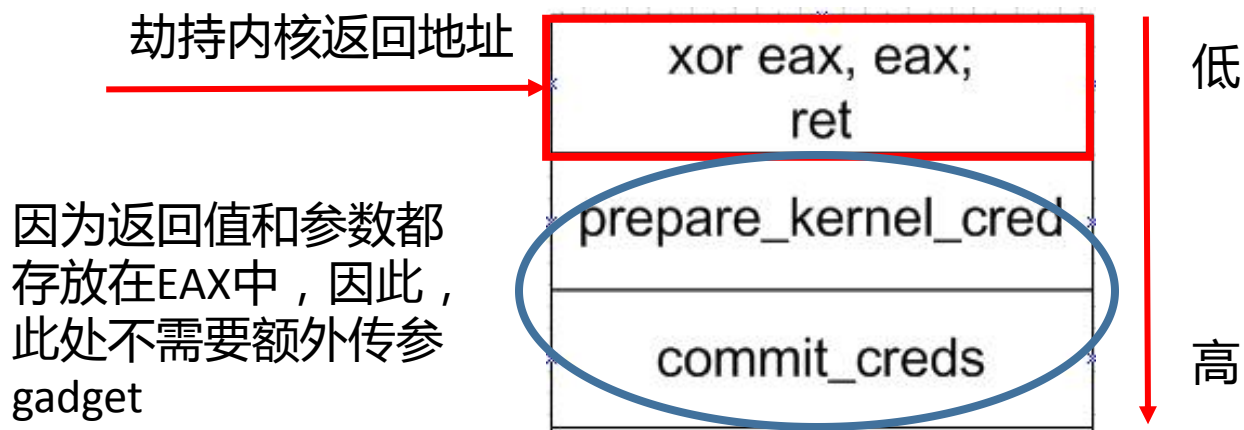 劫持内核返回地址
xor eax, eax;
ret
低
因为返回值和参数都
存放在EAX中，因此，
此处不需要额外传参
gadget
prepare_kernel_cred
commit_creds
高